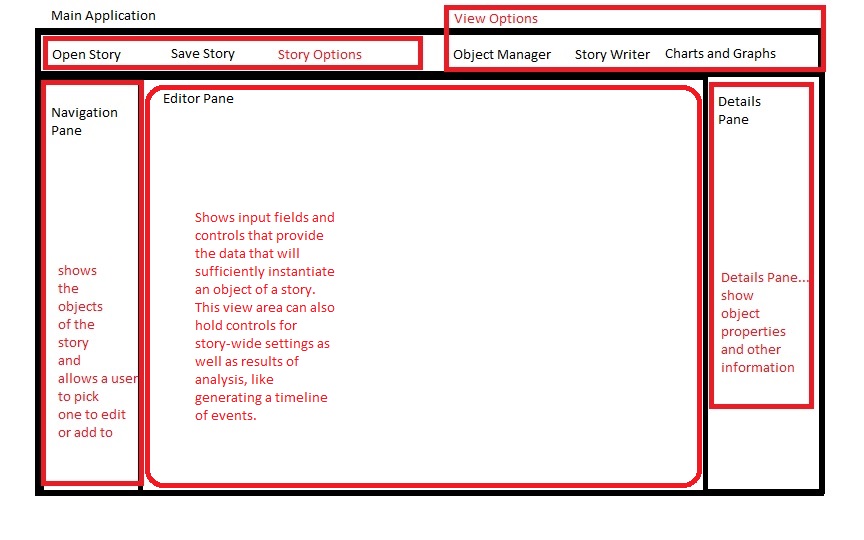 Main Application
View Options
Open Story Save Story Story Options Object Manager Story Writer Charts and Graphs
Navigation
Pane
shows
the
objects
of the
story
and
allows a user
to pick
one to edit
or add to
Editor Pane
Shows input fields and
controls that provide
the data that will
sufficiently instantiate
an object of a story.
This view area can also
hold controls for
story-wide settings as
well as results of
analysis, like
generating a timeline
of events.
Details
Pane
Details Pane...
show
object
properties
and other
information